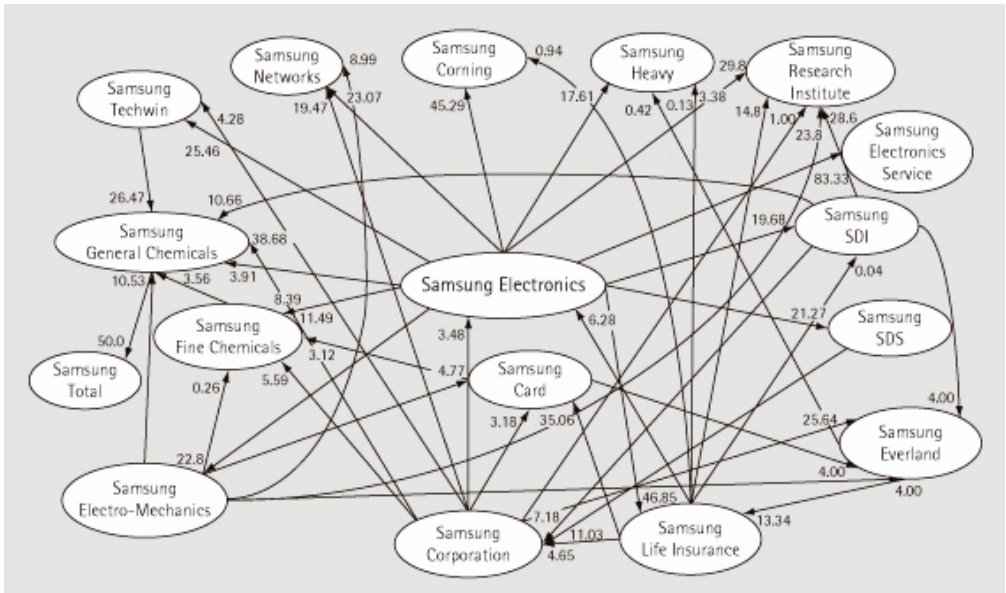 Samsung
Networks
8.99
19.47
23.07
Samsung
Corning
0.94
45.29
17.61
Samsung
Heavy
0.42
0.13
3.38
29.8
Samsung
Research
Institute
14.8
1.00
23.8
28.6
Samsung
Techwin
4.28
25.46
26.47
Samsung
Electronics
Service
83.33
10.66
Samsung
General Chemicals
38.68
10.53
3.56
3.91
19.68
Samsung
SDI
0.04
Samsung Electronics
8.39
11.49
3.48
6.28
21.27
Samsung
SDS
Samsung
Fine Chemicals
3.12
0.26
5.59
50.0
Samsung
Total
4.77
Samsung
Card
3.18
35.06
25.64
4.00
Samsung
Everland
4.00
4.00
22.8
Samsung
Electro-Mechanics
Samsung
Corporation
7.18
46.85
11.03
4.65
13.34
Samsung
Life Insurance